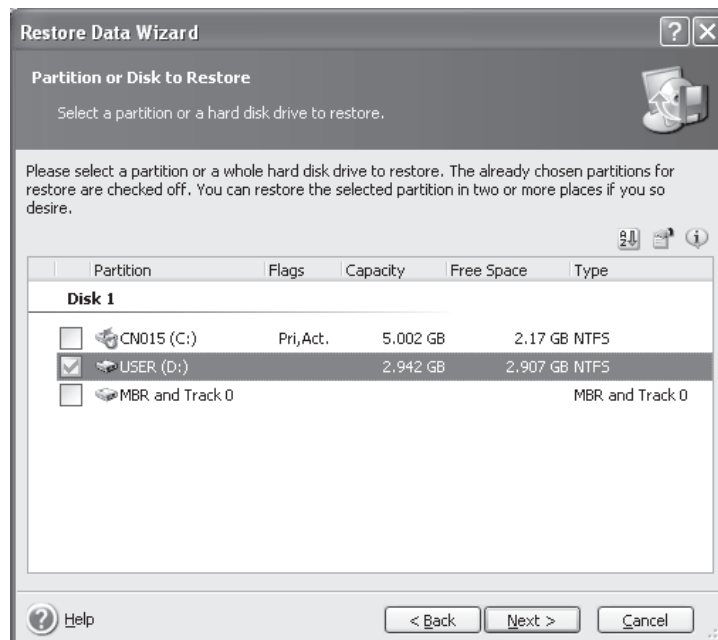 Restore Data Wizard
Partition or Disk to Restore
Select a partition or a hard disk drive to restore.
Please select a partition or a whole hard disk drive to restore. The already chosen partitions for
restore are checked off. You can restore the selected partition in two or more places if you so
desire.
Partition Flags Capacity Free Space Type
Disk 1
CN015 (C:) Pri,Act. 5.002 GB 2.17 GB NTFS
USER (D:) 2.942 GB 2.907 GB NTFS
MBR and Track 0 MBR and Track 0
Help < Back Next > Cancel